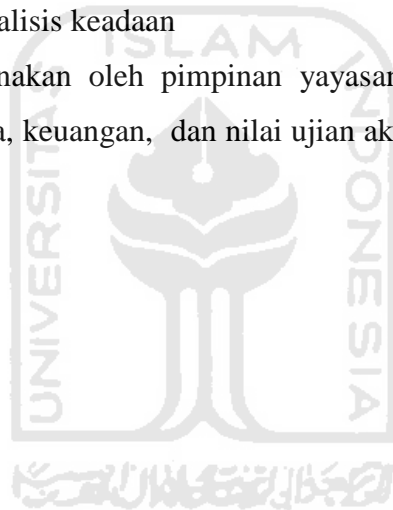 alisis keadaan
nakan oleh pimpinan yayasan
a, keuangan, dan nilai ujian ak
ISLAM
UNIVERSITAS
INDONESIA